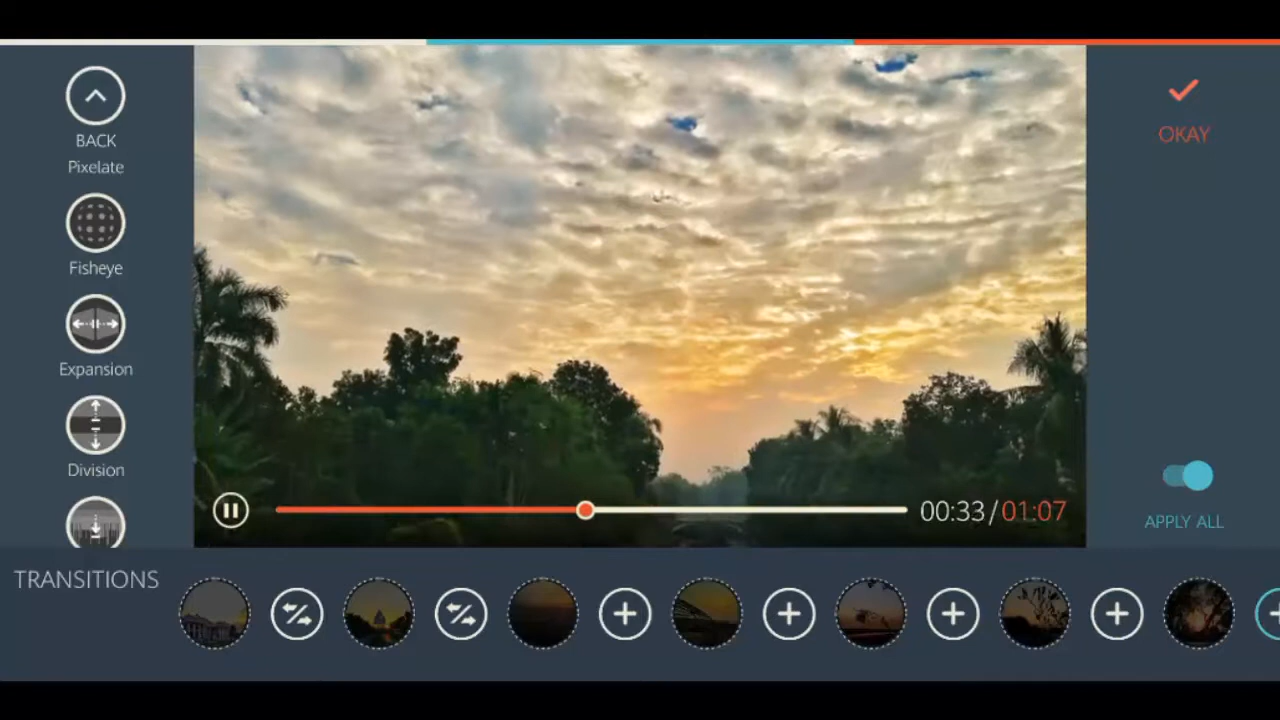 BACK
Pixelate
Fisheye
Expansion
Division
OKAY
00:33/01:07
APPLY ALL
TRANSITIONS